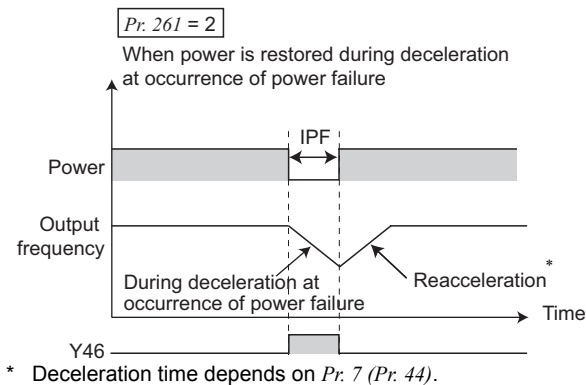 Pr. 261 = 2
When power is restored during deceleration
at occurrence of power failure
IPF
Power
Output
frequency
During deceleration at
occurrence of power failure
Reacceleration*
Time
Y46
* Deceleration time depends on Pr. 7 (Pr. 44).